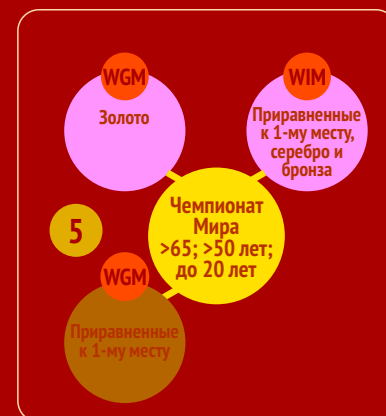 WGM
Золото
WIM
Приравненные
к 1-му месту,
серебро и
бронза
Чемпионат
Мира
>65; >50 лет;
до 20 лет
5
WGM
Приравненные
к 1-му месту